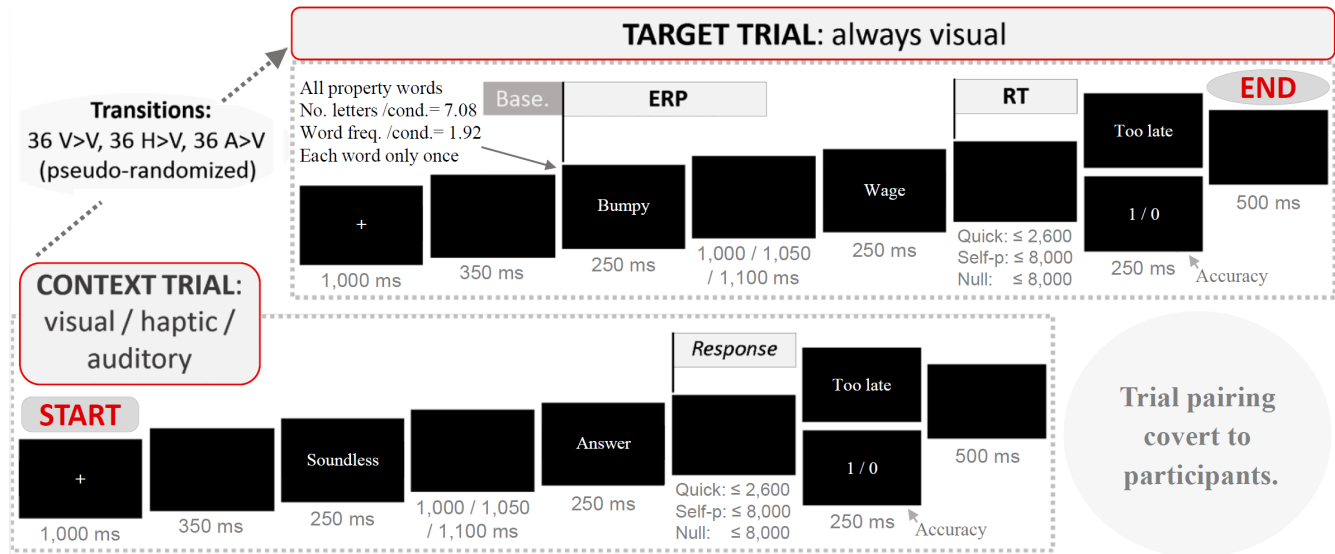 TARGET TRIAL: always visual
Transitions:
36 V>V, 36 H>V, 36 A>V
(pseudo-randomized)
All property words
No. letters /cond.= 7.08
Word freq. /cond.= 1.92
Each word only once
Base.
ERP
RT
END
+
1,000 ms
350 ms
Bumpy
250 ms
1,000 / 1,050
/ 1,100 ms
Wage
250 ms
Quick: ≤ 2,600
Self-p: ≤ 8,000
Null: ≤ 8,000
Too late
1 / 0
250 ms
Accuracy
500 ms
CONTEXT TRIAL:
visual / haptic /
auditory
START
+
1,000 ms
350 ms
Soundless
250 ms
1,000 / 1,050
/ 1,100 ms
Answer
250 ms
Response
Quick: ≤ 2,600
Self-p: ≤ 8,000
Null: ≤ 8,000
Too late
1 / 0
250 ms
Accuracy
500 ms
Trial pairing
covert to
participants.